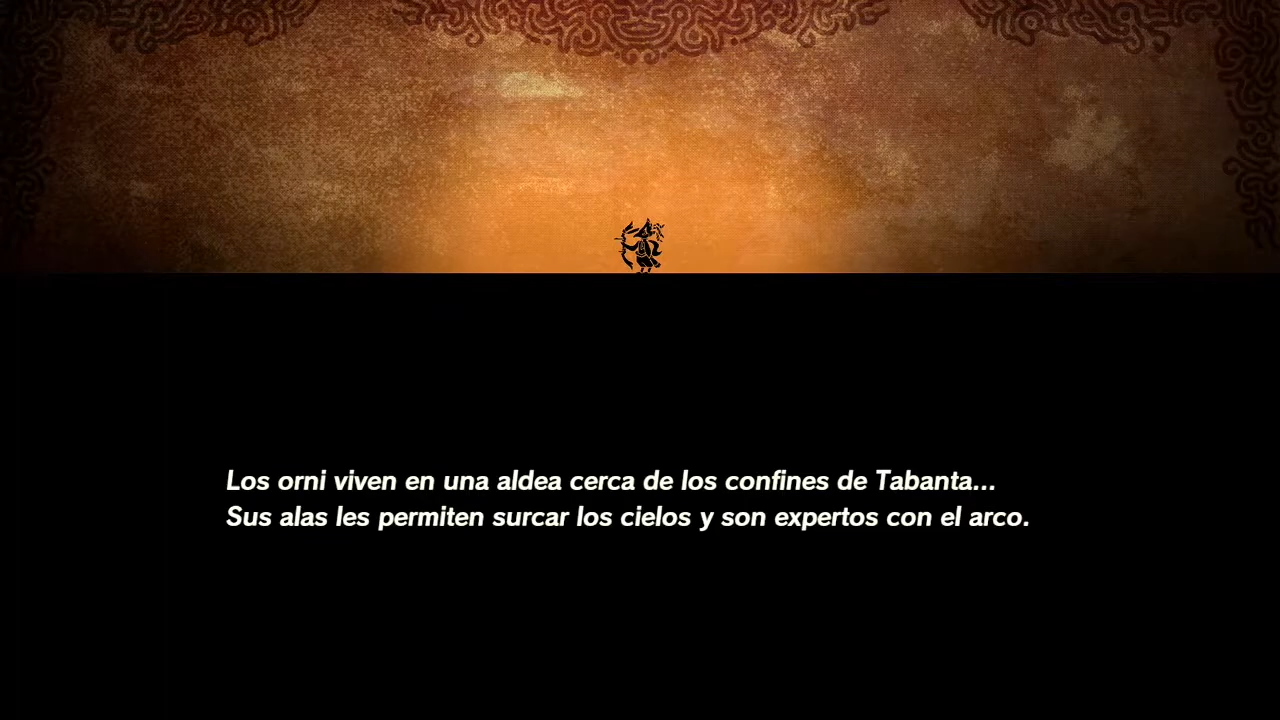 Los orni viven en una aldea cerca de los confines de Tabanta...
Sus alas les permiten surcar los cielos y son expertos con el arco.